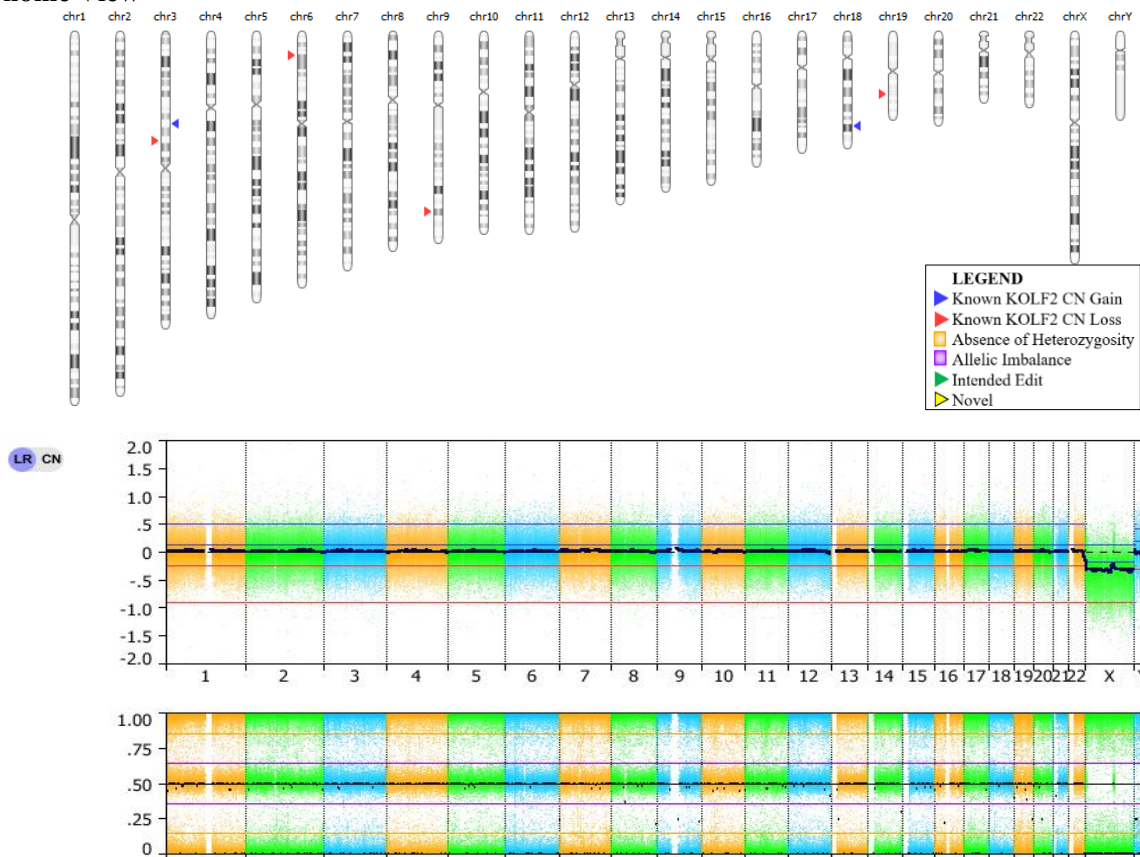 chr1 chr2 chr3 chr4 chr5 chr6 chr7 chr8 chr9 chr10 chr11 chr12 chr13 chr14 chr15 chr16 chr17 chr18 chr19 chr20 chr21 chr22 chrX chrY
LEGEND
Known KOLF2 CN Gain
Known KOLF2 CN Loss
Absence of Heterozygosity
Allelic Imbalance
Intended Edit
Novel
LR CN
2.0
1.5
1.0
.5
0
-.5
-1.0
-1.5
-2.0
1 2 3 4 5 6 7 8 9 10 11 12 13 14 15 16 17 18 19 20 21 22 X
1.00
.75
.50
.25
0